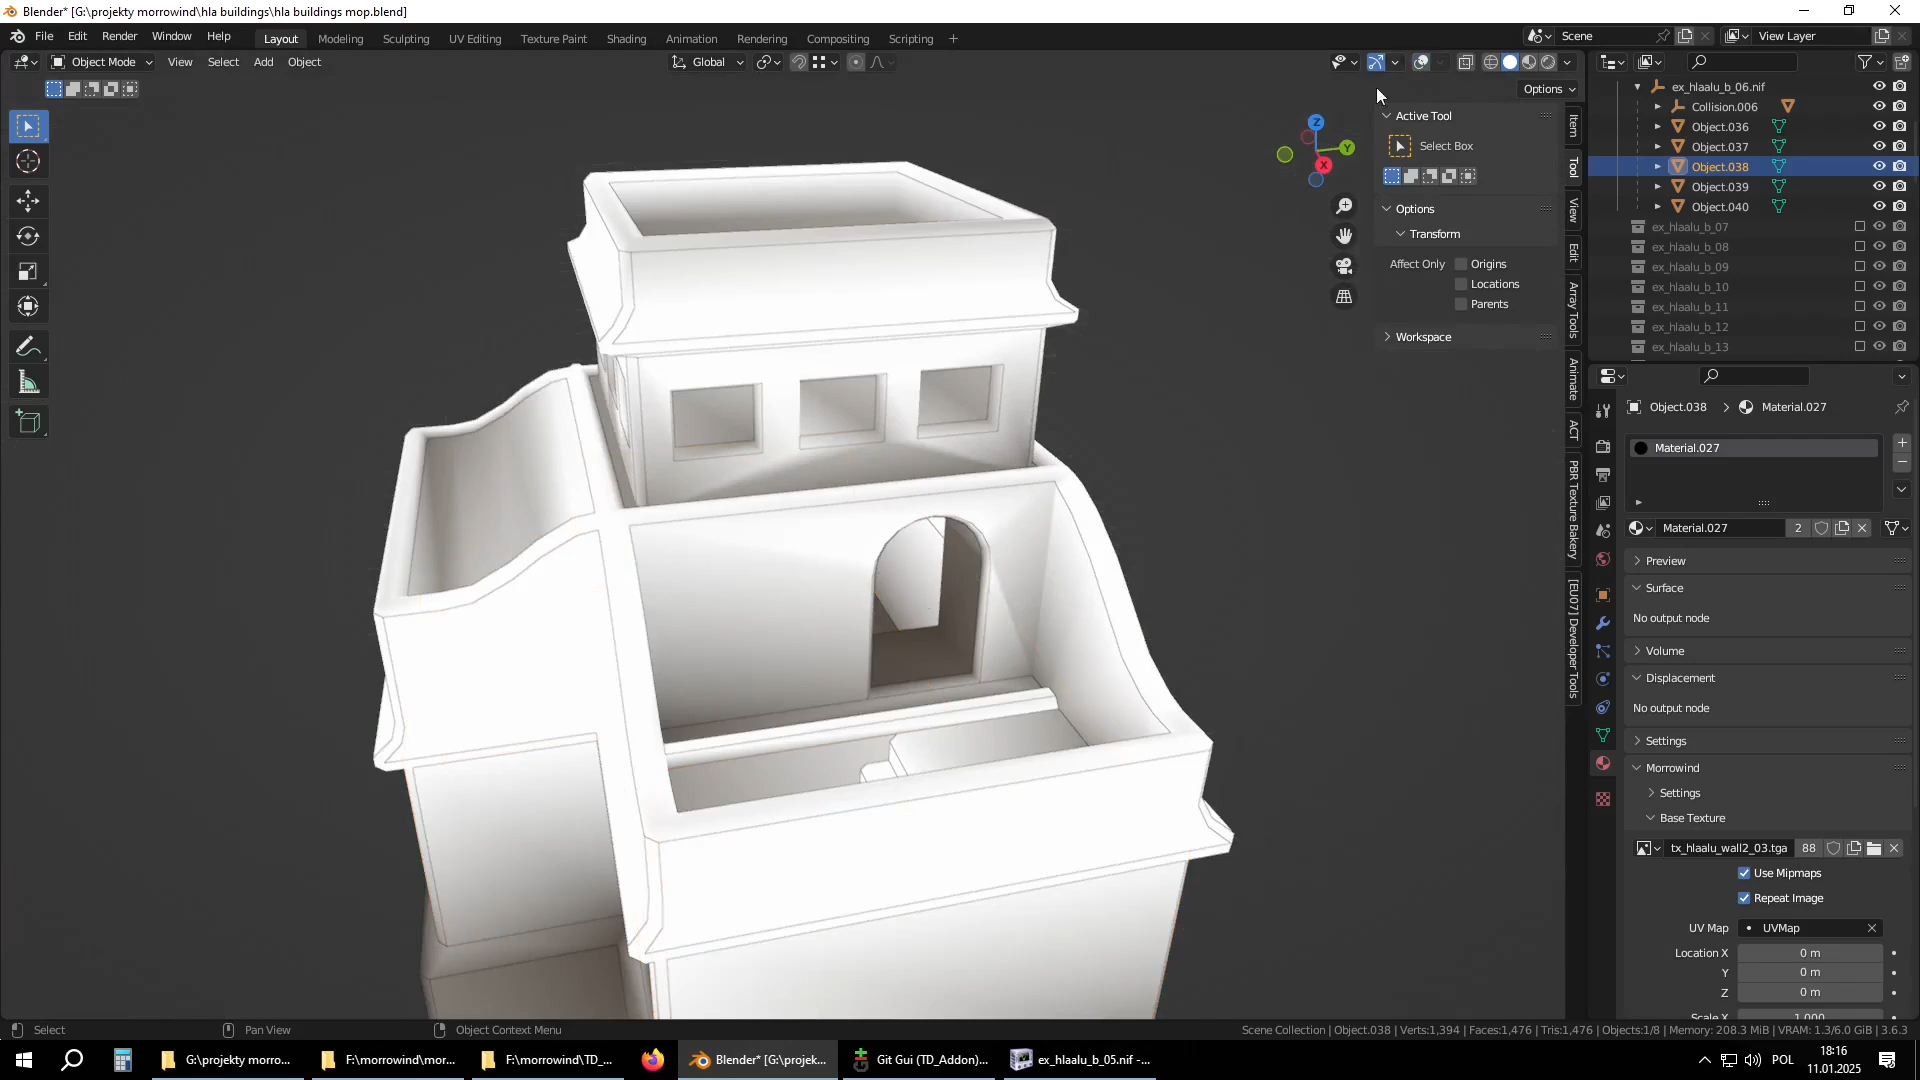 Blender* [G:\projekty morrowind\hla buildings\hla buildings mop.blend]
File Edit Render Window Help Layout Modeling Sculpting UV Editing Texture Paint Shading Animation Rendering Compositing Scripting + Scene View Layer
Object Mode View Select Add Object Global
Options
ex_hlaalu_b_06.nif
Collision.006
Object.036
Object.037
Object.038
Object.039
Object.040
ex_hlaalu_b_07
ex_hlaalu_b_08
ex_hlaalu_b_09
ex_hlaalu_b_10
ex_hlaalu_b_11
ex_hlaalu_b_12
ex_hlaalu_b_13
Z
Y
X
Active Tool
Select Box
Options
Transform
Affect Only Origins
Locations
Parents
Workspace
Item
Tool
View
Edit
Array Tools
Animate
ACT
PBR Texture Bakery
[EU07] Developer Tools
Object.038 > Material.027
Material.027
Material.027 2
Preview
Surface
No output node
Volume
Displacement
No output node
Settings
Morrowind
Settings
Base Texture
tx_hlaalu_wall2_03.tga 88
Use Mipmaps
Repeat Image
UV Map UVMap
Location X 0 m
Y 0 m
Z 0 m
Scale X 1.000
Select Pan View Object Context Menu
Scene Collection | Object.038 | Verts:1,394 | Faces:1,476 | Tris:1,476 | Objects:1/8 | Memory: 208.3 MiB | VRAM: 1.3/6.0 GiB | 3.6.3
G:\projekty morro... F:\morrowind\mor... F:\morrowind\TD_... Blender* [G:\projek... Git Gui (TD_Addon)... ex_hlaalu_b_05.nif -... POL 18:16
11.01.2025